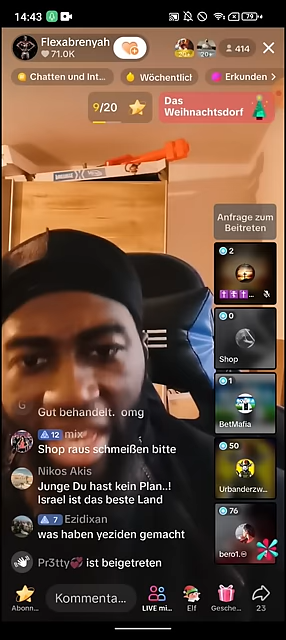 14:43
79
Flexabrenyah
71.0K
20+
20+
414
Chatten und Int...
Wöchentlich
Erkunden
9/20
Das
Weihnachtsdorf
Anfrage zum
Beitreten
2
0
Shop
1
BetMafia
50
Urbanderzw...
76
bero1.
Gut behandelt. omg
12 mix
Shop raus schmeißen bitte
Nikos Akis
Junge Du hast kein Plan..!
Israel ist das beste Land
7 Ezidixan
was haben yeziden gemacht
Pr3tty💞 ist beigetreten
Abonn...
Kommenta...
LIVE mi...
Elf
Gesche...
23